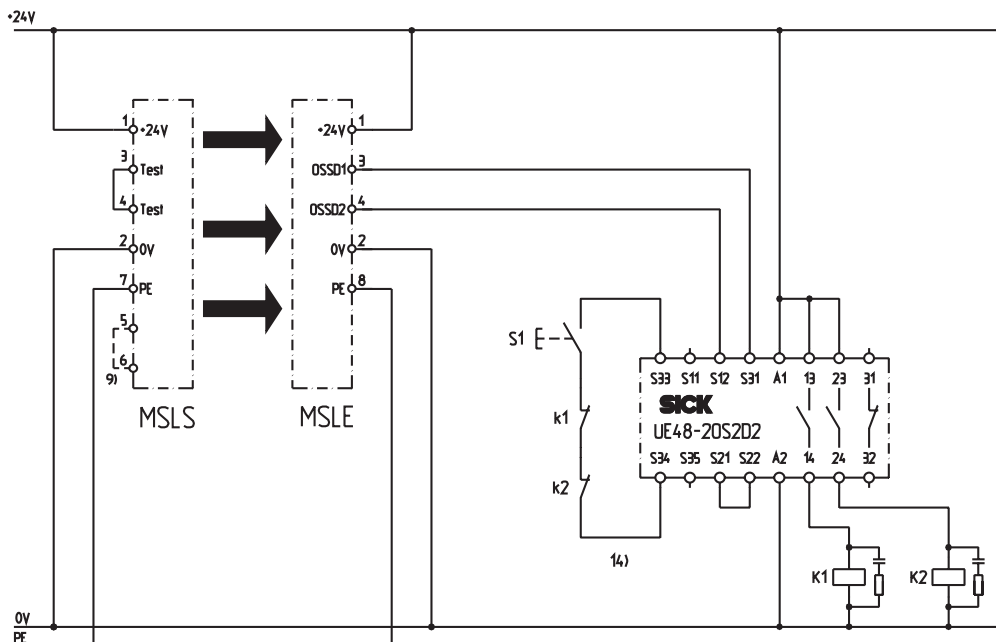 +24V
1
+24V
3
Test
4
Test
2
0V
7
PE
5
6
9)
MSLS
+24V
1
OSSD1
3
OSSD2
4
0V
2
PE
8
MSLE
S1
k1
k2
14)
S33 S11 S12 S31 A1 13 23 31
SICK
UE48-20S2D2
S34 S35 S21 S22 A2 14 24 32
K1
K2
0V
PE